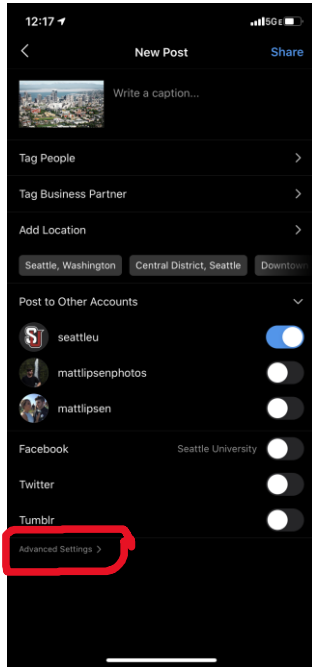 12:17 5GE
New Post Share
Write a caption...
Tag People
Tag Business Partner
Add Location
Seattle, Washington Central District, Seattle Downtown
Post to Other Accounts
seattleu
mattlipsenphotos
mattlipsen
Facebook Seattle University
Twitter
Tumblr
Advanced Settings